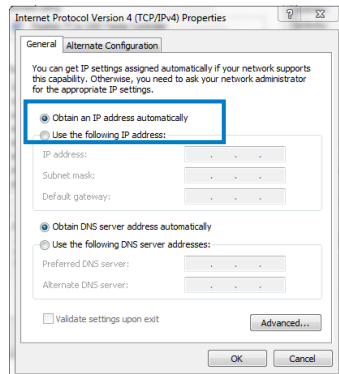 Internet Protocol Version 4 (TCP/IPv4) Properties
General
Alternate Configuration
You can get IP settings assigned automatically if your network supports
this capability. Otherwise, you need to ask your network administrator
for the appropriate IP settings.
Obtain an IP address automatically
Use the following IP address:
IP address:
Subnet mask:
Default gateway:
Obtain DNS server address automatically
Use the following DNS server addresses:
Preferred DNS server:
Alternate DNS server:
Validate settings upon exit
Advanced...
OK
Cancel